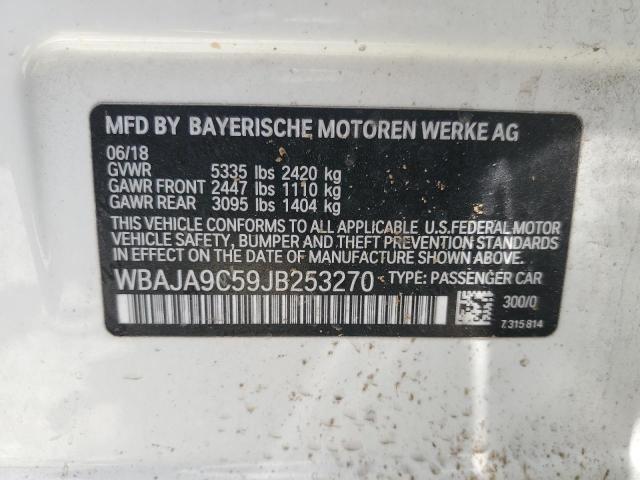 MFD BY BAYERISCHE MOTOREN WERKE AG
06/18
GVWR 5335 lbs 2420 kg
GAWR FRONT 2447 lbs 1110 kg
GAWR REAR 3095 lbs 1404 kg
THIS VEHICLE CONFORMS TO ALL APPLICABLE U.S.FEDERAL MOTOR
VEHICLE SAFETY, BUMPER AND THEFT PREVENTION STANDARDS
IN EFFECT ON THE DATE OF MANUFACTURE SHOWN ABOVE.
WBAJA9C59JB253270 TYPE: PASSENGER CAR
300/0
7 315 814